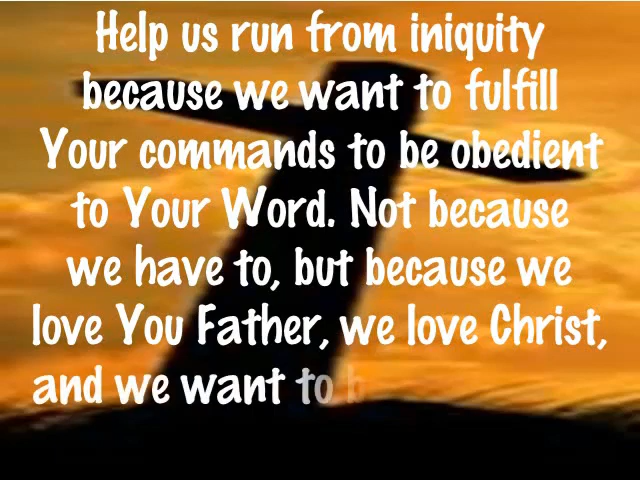 Help us run from iniquity
because we want to fulfill
Your commands to be obedient
to Your Word. Not because
we have to, but because we
love You Father, we love Christ,
and we want to b